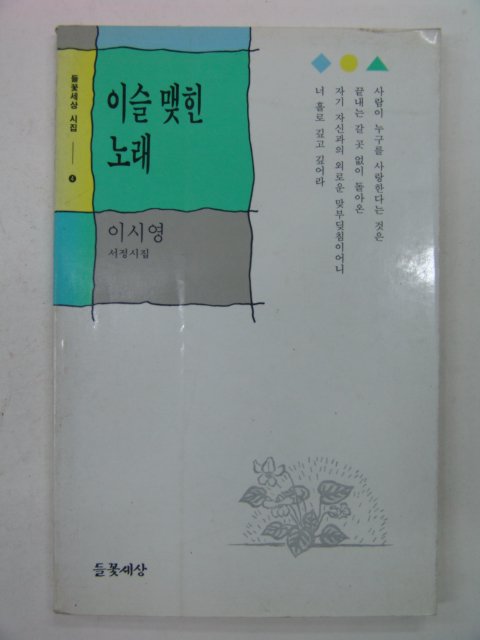 들꽃세상 시집
이슬 맺힌
노래
이시영
서정시집
사람이 누구를 사랑한다는 것은
끝내는 갈 곳 없이 돌아온
자기 자신과의 외로운 맞부딪침이어니
너 홀로 깊고 깊어라
들꽃세상